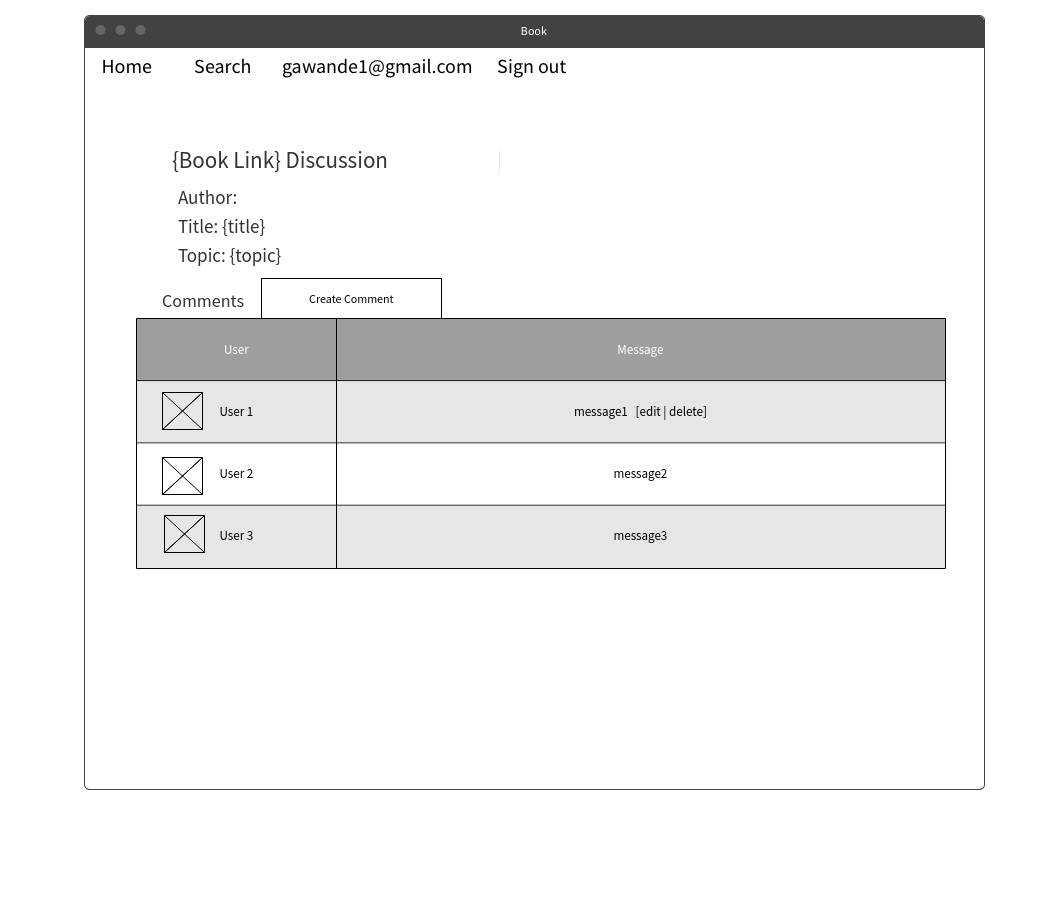 Book
Home Search gawande1@gmail.com Sign out
{Book Link} Discussion
Author:
Title: {title}
Topic: {topic}
Comments Create Comment
User Message
User 1 message1 [edit | delete]
User 2 message2
User 3 message3